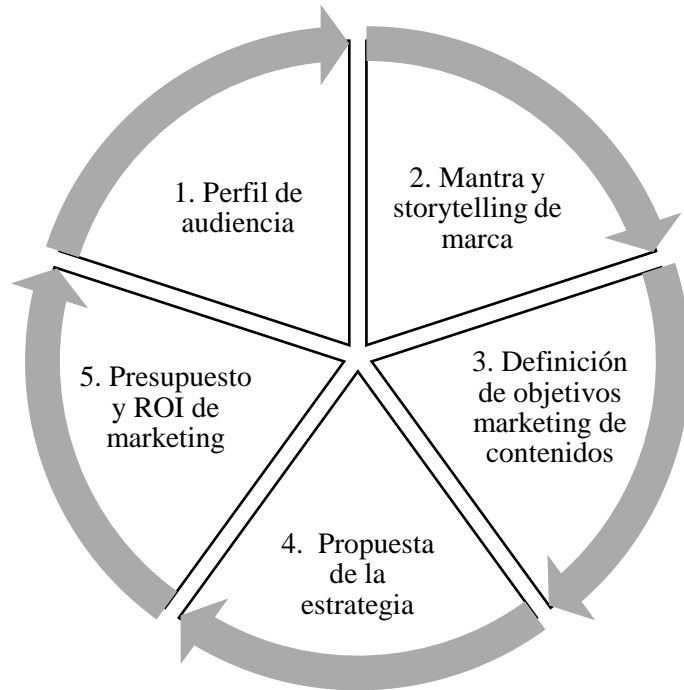 1. Perfil de
audiencia
2. Mantra y
storytelling de
marca
3. Definición
de objetivos
marketing de
contenidos
4. Propuesta
de la
estrategia
5. Presupuesto
y ROI de
marketing